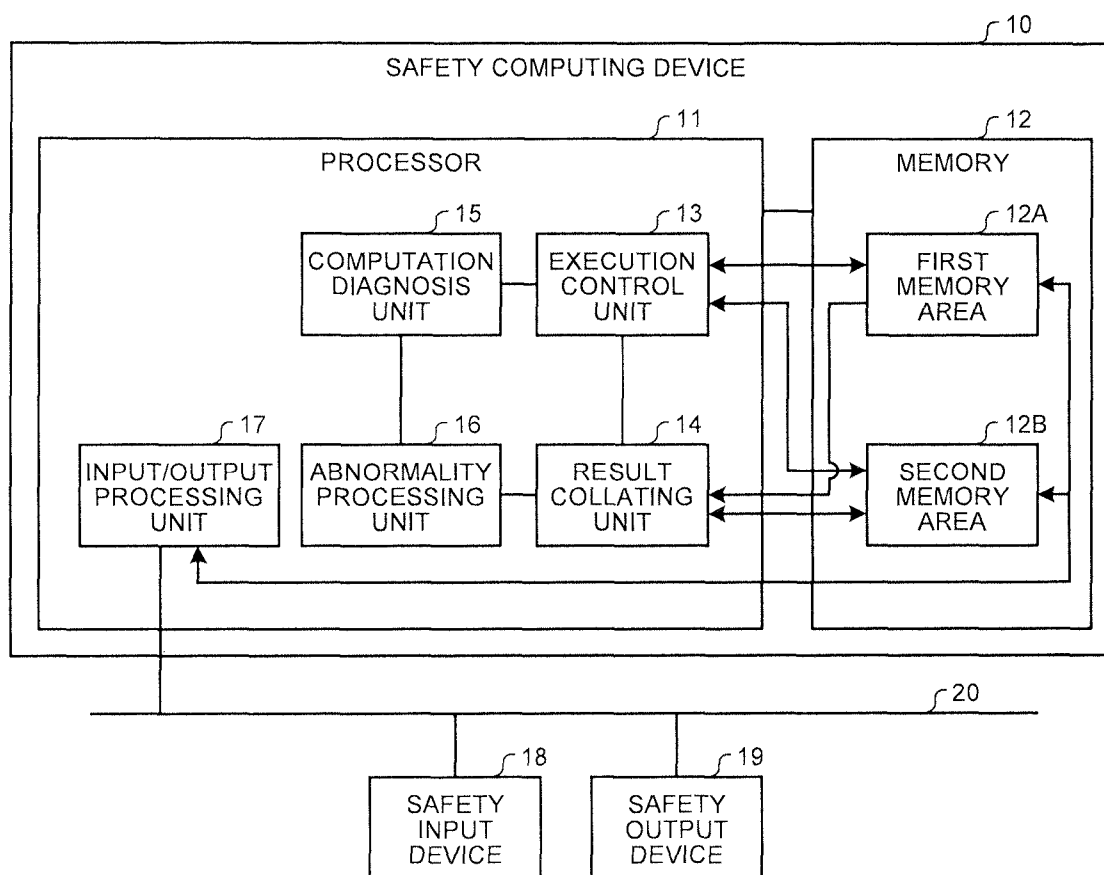 10
SAFETY COMPUTING DEVICE
11
PROCESSOR
12
MEMORY
15
COMPUTATION
DIAGNOSIS
UNIT
13
EXECUTION
CONTROL
UNIT
12A
FIRST
MEMORY
AREA
17
INPUT/OUTPUT
PROCESSING
UNIT
16
ABNORMALITY
PROCESSING
UNIT
14
RESULT
COLLATING
UNIT
12B
SECOND
MEMORY
AREA
20
18
SAFETY
INPUT
DEVICE
19
SAFETY
OUTPUT
DEVICE